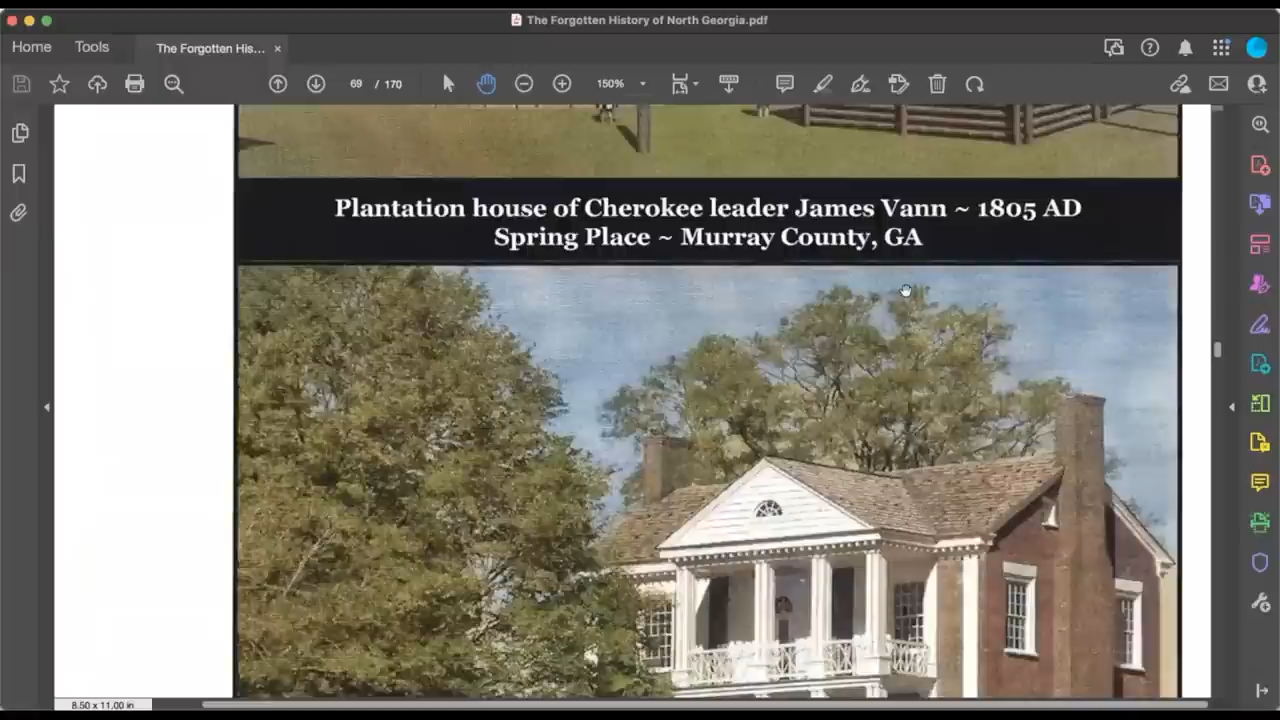 The Forgotten History of North Georgia.pdf
Home
Tools
The Forgotten His... ×
69 / 170
150%
Plantation house of Cherokee leader James Vann ~ 1805 AD
Spring Place ~ Murray County, GA
8.50 x 11.00 in